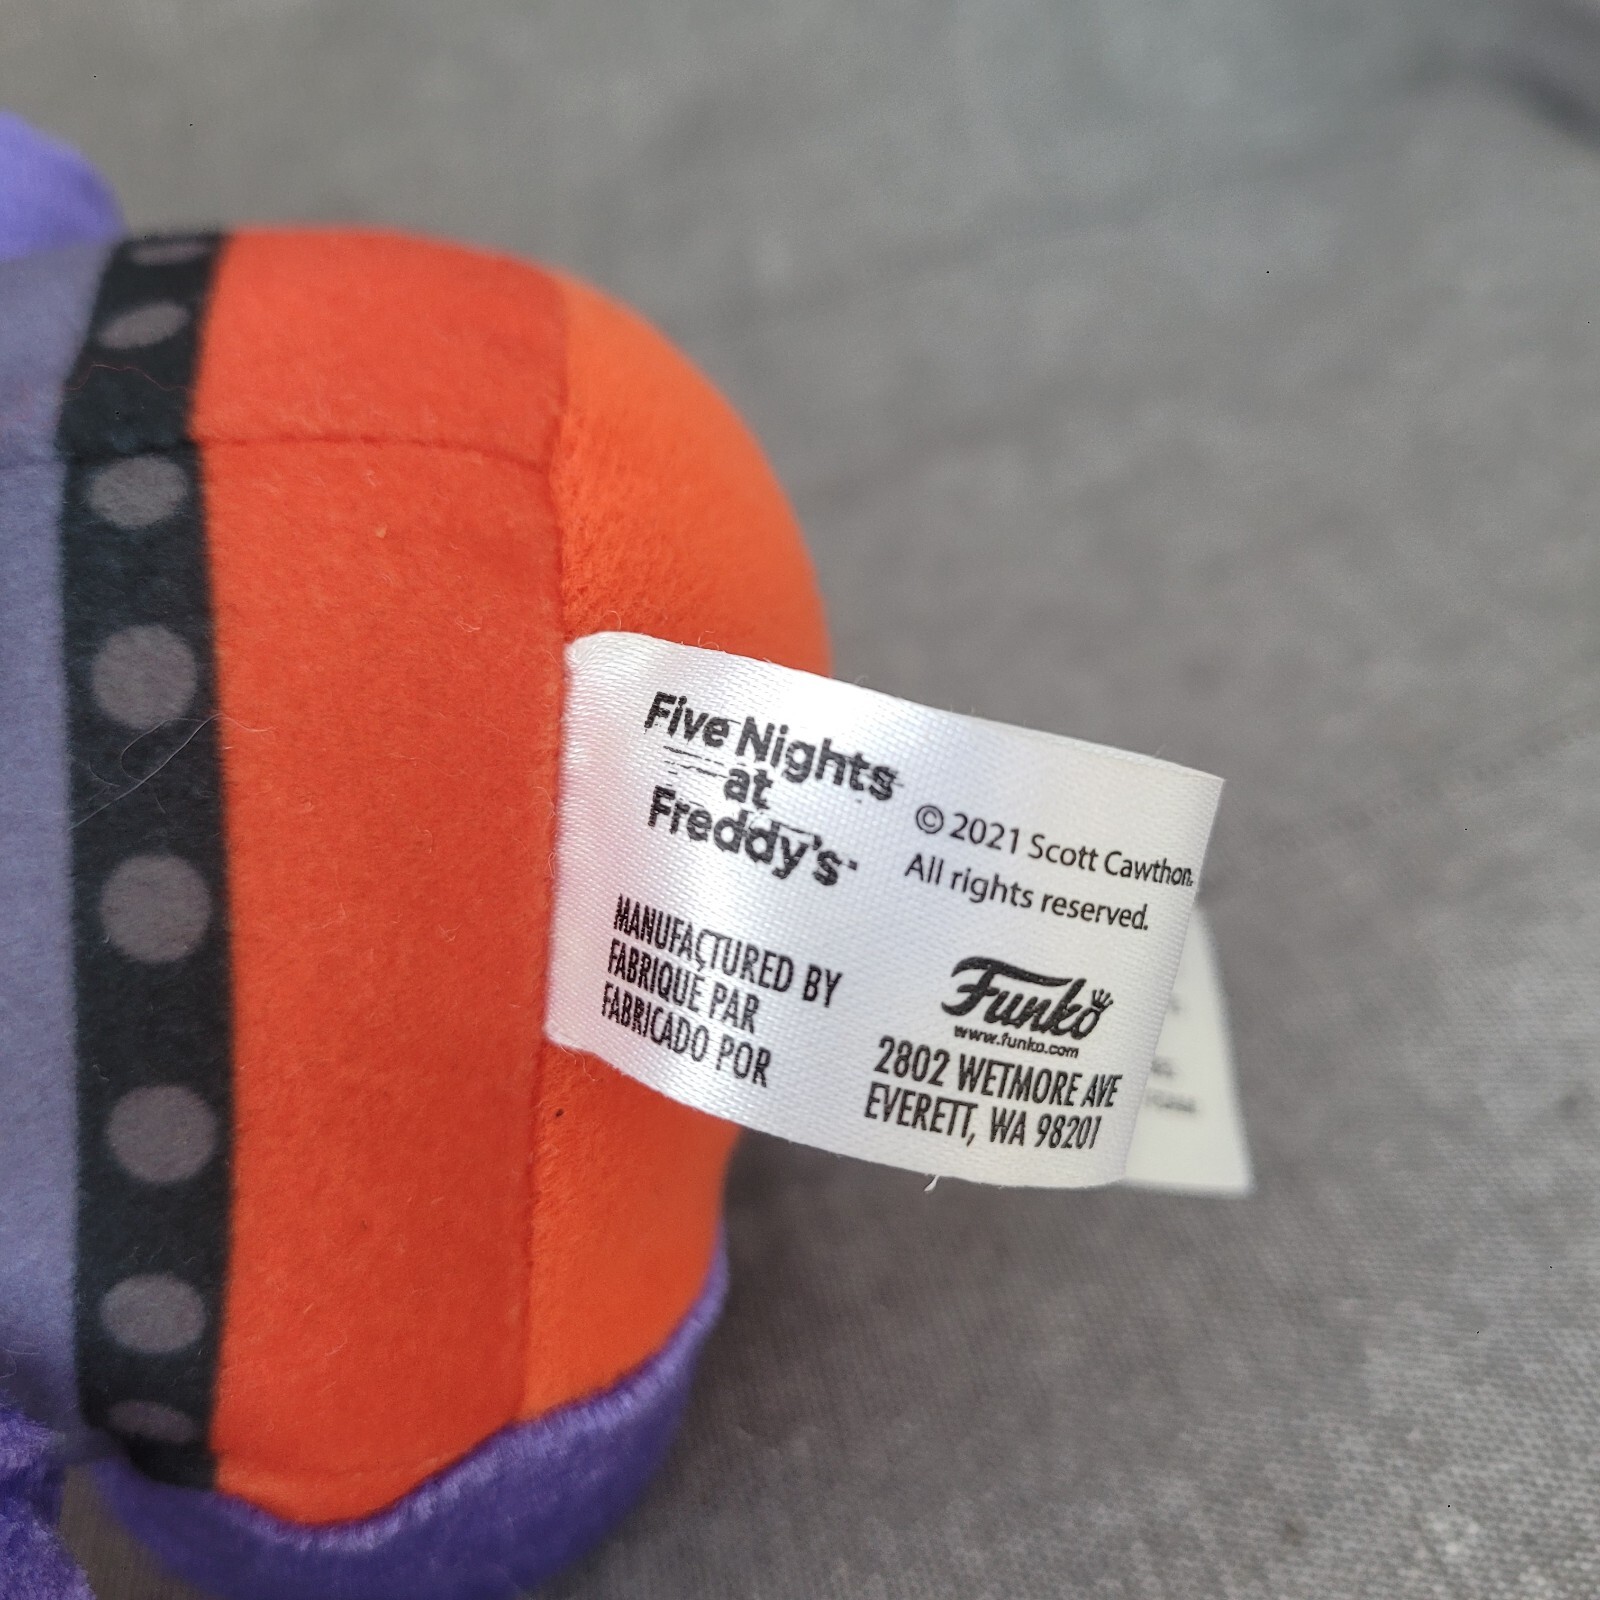 Five Nights
at
Freddy's
© 2021 Scott Cawthon.
All rights reserved.
MANUFACTURED BY
FABRIQUÉ PAR
FABRICADO POR
Funko
www.funko.com
2802 WETMORE AVE
EVERETT, WA 98201